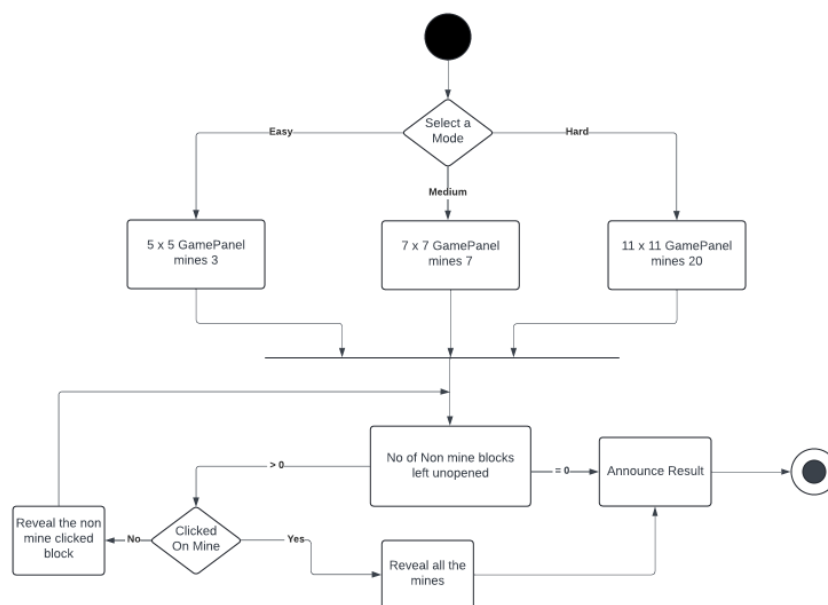 Select a
Mode
Easy
Hard
Medium
5 x 5 GamePanel
mines 3
7 x 7 GamePanel
mines 7
11 x 11 GamePanel
mines 20
No of Non mine blocks
left unopened
> 0
= 0
Announce Result
Reveal the non
mine clicked
block
No
Clicked
On Mine
Yes
Reveal all the
mines